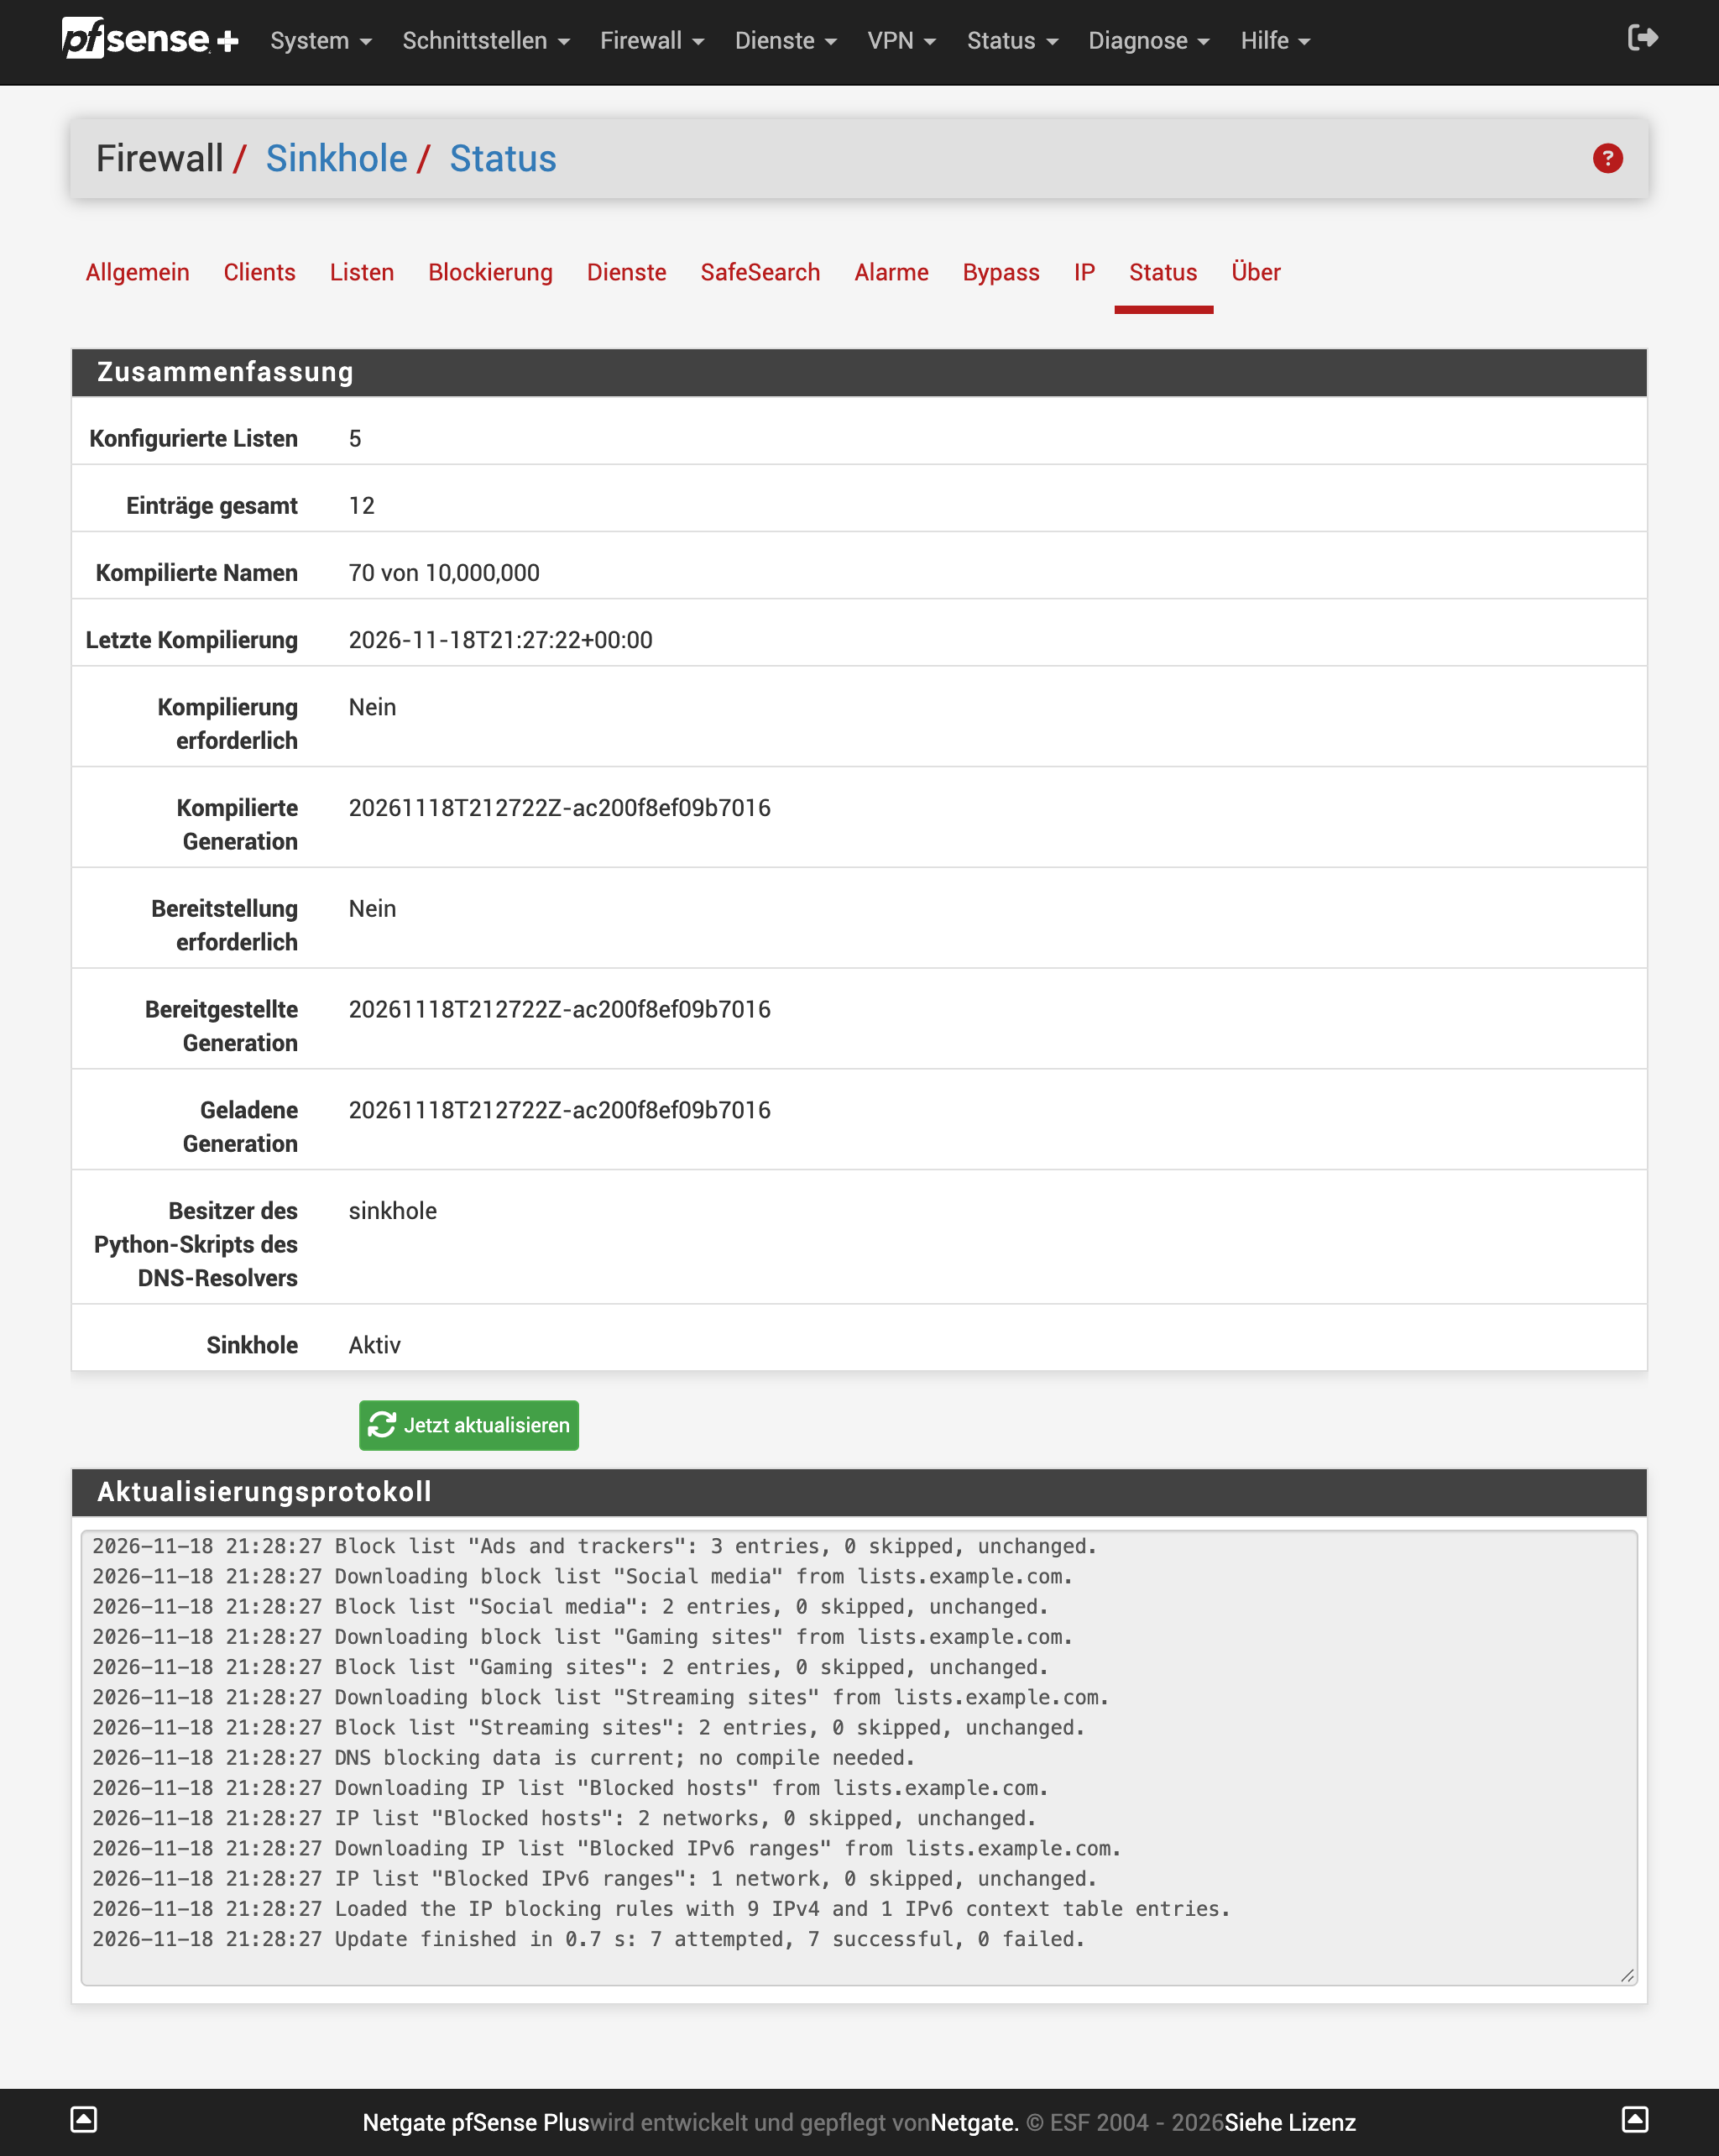 pfsense +
System
Schnittstellen
Firewall
Dienste
VPN
Status
Diagnose
Hilfe
Firewall / Sinkhole / Status
?
Allgemein
Clients
Listen
Blockierung
Dienste
SafeSearch
Alarme
Bypass
IP
Status
Über
Zusammenfassung
Konfigurierte Listen 5
Einträge gesamt 12
Kompilierte Namen 70 von 10,000,000
Letzte Kompilierung 2026-11-18T21:27:22+00:00
Kompilierung Nein
erforderlich
Kompilierte 20261118T212722Z-ac200f8ef09b7016
Generation
Bereitstellung Nein
erforderlich
Bereitgestellte 20261118T212722Z-ac200f8ef09b7016
Generation
Geladene 20261118T212722Z-ac200f8ef09b7016
Generation
Besitzer des sinkhole
Python-Skripts des
DNS-Resolvers
Sinkhole Aktiv
Jetzt aktualisieren
Aktualisierungsprotokoll
2026-11-18 21:28:27 Block list "Ads and trackers": 3 entries, 0 skipped, unchanged.
2026-11-18 21:28:27 Downloading block list "Social media" from lists.example.com.
2026-11-18 21:28:27 Block list "Social media": 2 entries, 0 skipped, unchanged.
2026-11-18 21:28:27 Downloading block list "Gaming sites" from lists.example.com.
2026-11-18 21:28:27 Block list "Gaming sites": 2 entries, 0 skipped, unchanged.
2026-11-18 21:28:27 Downloading block list "Streaming sites" from lists.example.com.
2026-11-18 21:28:27 Block list "Streaming sites": 2 entries, 0 skipped, unchanged.
2026-11-18 21:28:27 DNS blocking data is current; no compile needed.
2026-11-18 21:28:27 Downloading IP list "Blocked hosts" from lists.example.com.
2026-11-18 21:28:27 IP list "Blocked hosts": 2 networks, 0 skipped, unchanged.
2026-11-18 21:28:27 Downloading IP list "Blocked IPv6 ranges" from lists.example.com.
2026-11-18 21:28:27 IP list "Blocked IPv6 ranges": 1 network, 0 skipped, unchanged.
2026-11-18 21:28:27 Loaded the IP blocking rules with 9 IPv4 and 1 IPv6 context table entries.
2026-11-18 21:28:27 Update finished in 0.7 s: 7 attempted, 7 successful, 0 failed.
Netgate pfSense Pluswird entwickelt und gepflegt vonNetgate. © ESF 2004 - 2026Siehe Lizenz